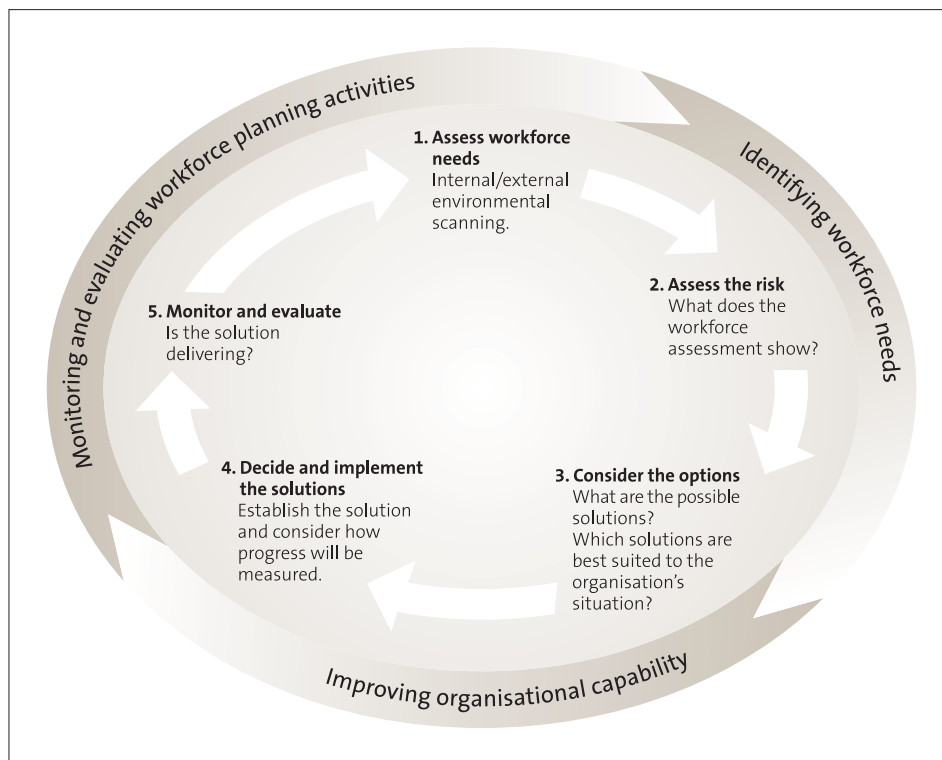 Monitoring and evaluating workforce planning activities
Identifying workforce needs
1. Assess workforce
needs
Internal/external
environmental
scanning.
2. Assess the risk
What does the
workforce
assessment show?
3. Consider the options
What are the possible
solutions?
Which solutions are
best suited to the
organisation’s
situation?
4. Decide and implement
the solutions
Establish the solution
and consider how
progress will be
measured.
5. Monitor and evaluate
Is the solution
delivering?
Improving organisational capability